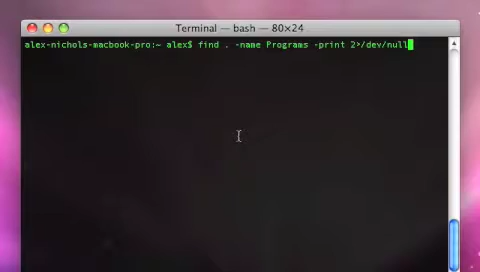 Terminal — bash — 80×24
alex-nichols-macbook-pro:~ alex$ find . -name Programs -print 2>/dev/null